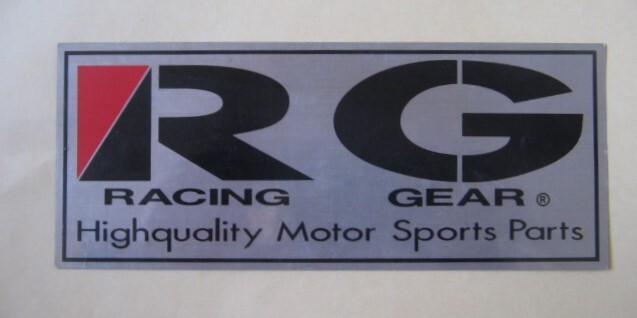 RG
RACING GEAR ®
Highquality Motor Sports Parts